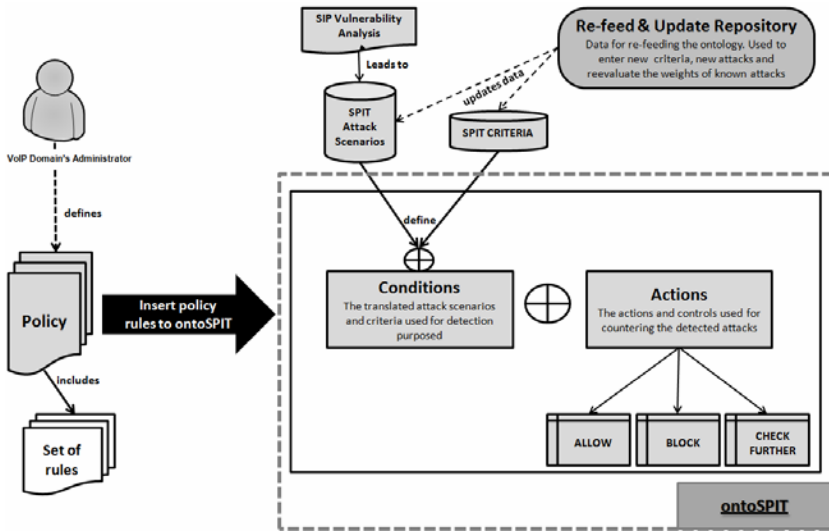 SIP Vulnerability
Analysis
Re-feed & Update Repository
Data for re-feeding the ontology. Used to
enter new criteria, new attacks and
reevaluate the weights of known attacks
Leads to
updates data
SPIT
Attack
Scenarios
SPIT CRITERIA
VoIP Domain's Administrator
defines
define
Policy
Insert policy
rules to ontoSPIT
Conditions
The translated attack scenarios
and criteria used for detection
purposed
Actions
The actions and controls used for
countering the detected attacks
includes
Set of
rules
ALLOW
BLOCK
CHECK
FURTHER
ontoSPIT